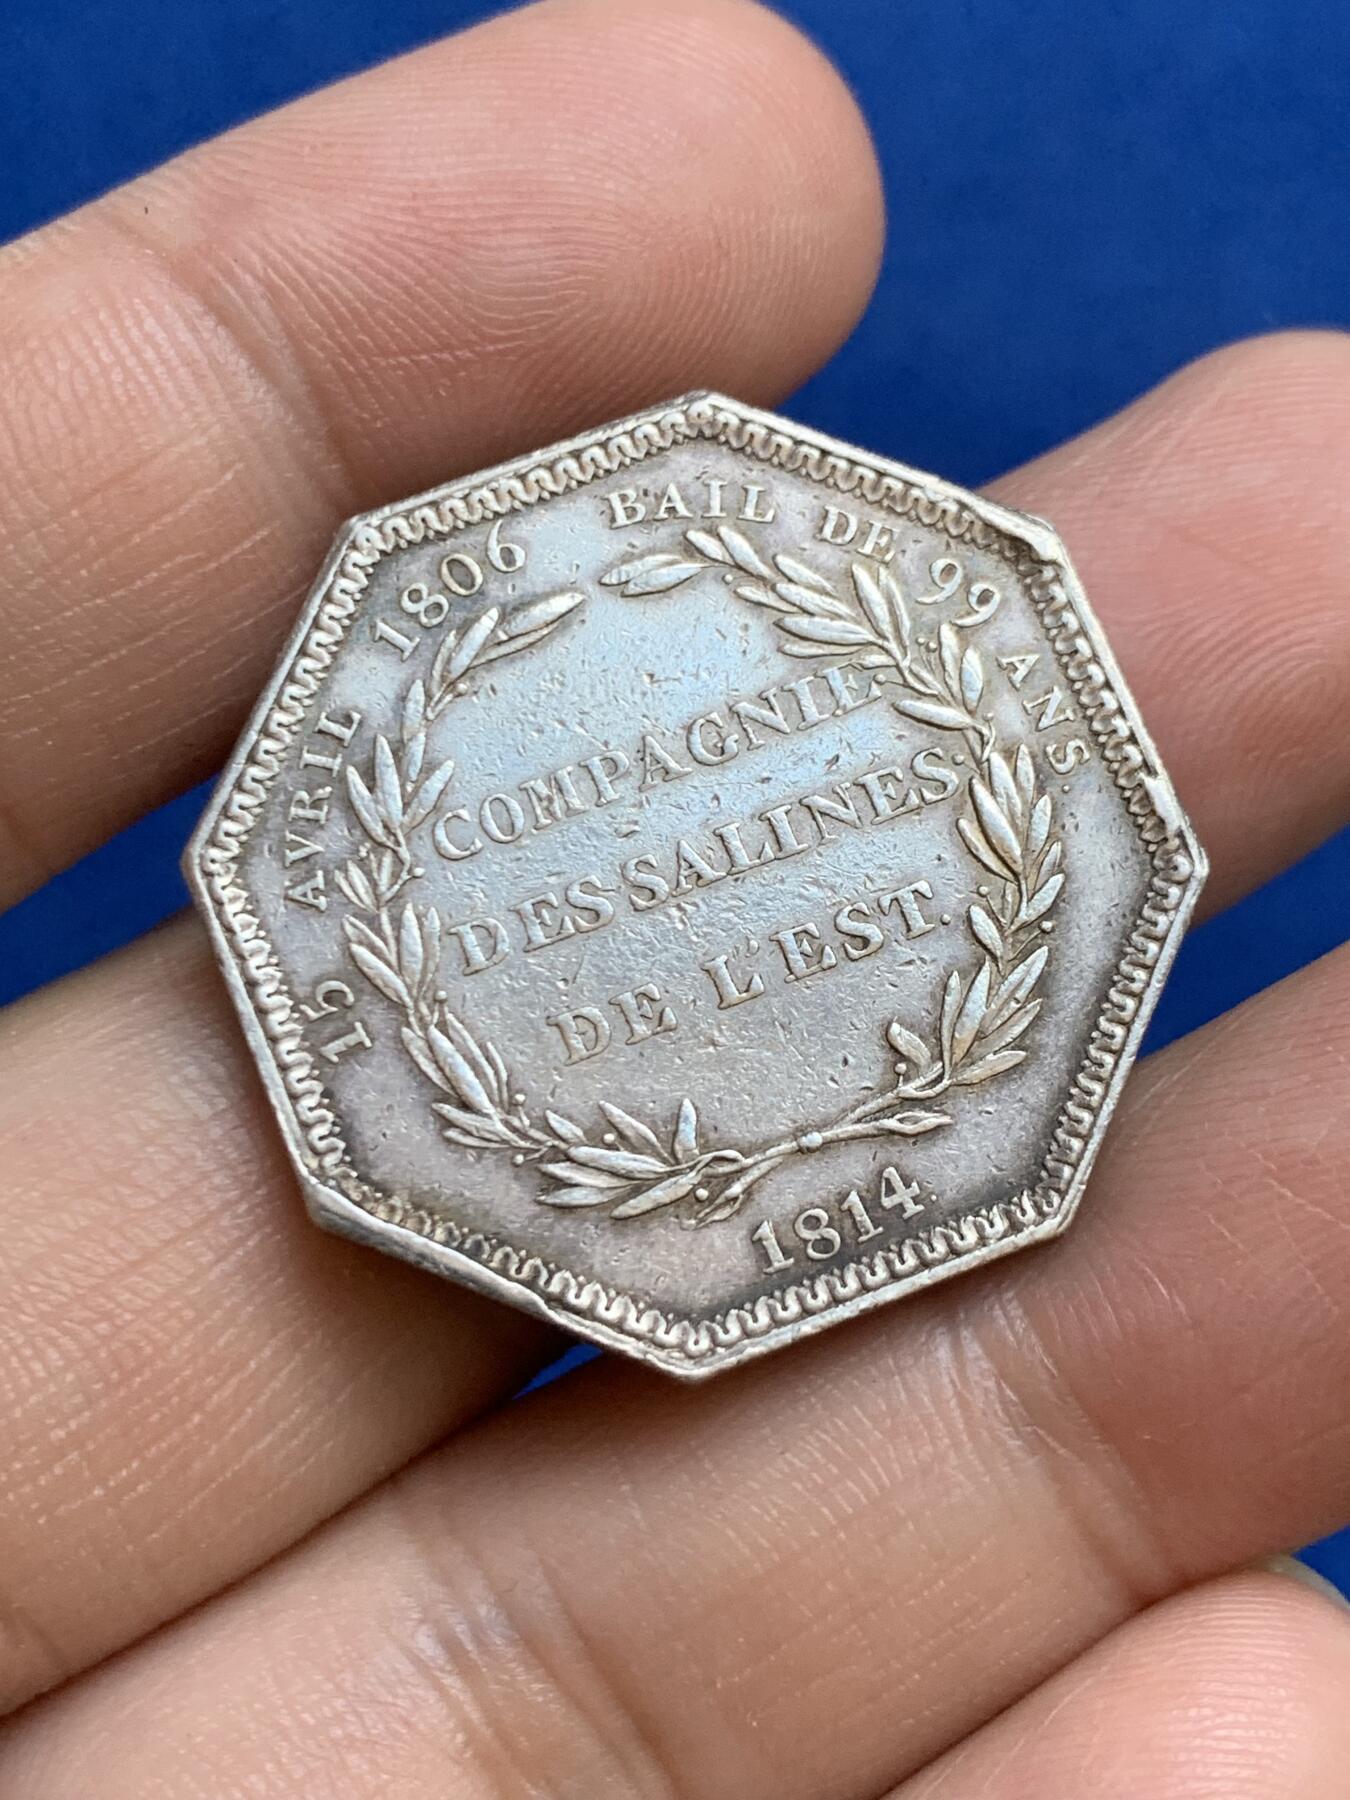 15 AVRIL 1806 BAIL DE 99 ANS.
COMPAGNIE
DES SALINES
DE L'EST.
1814